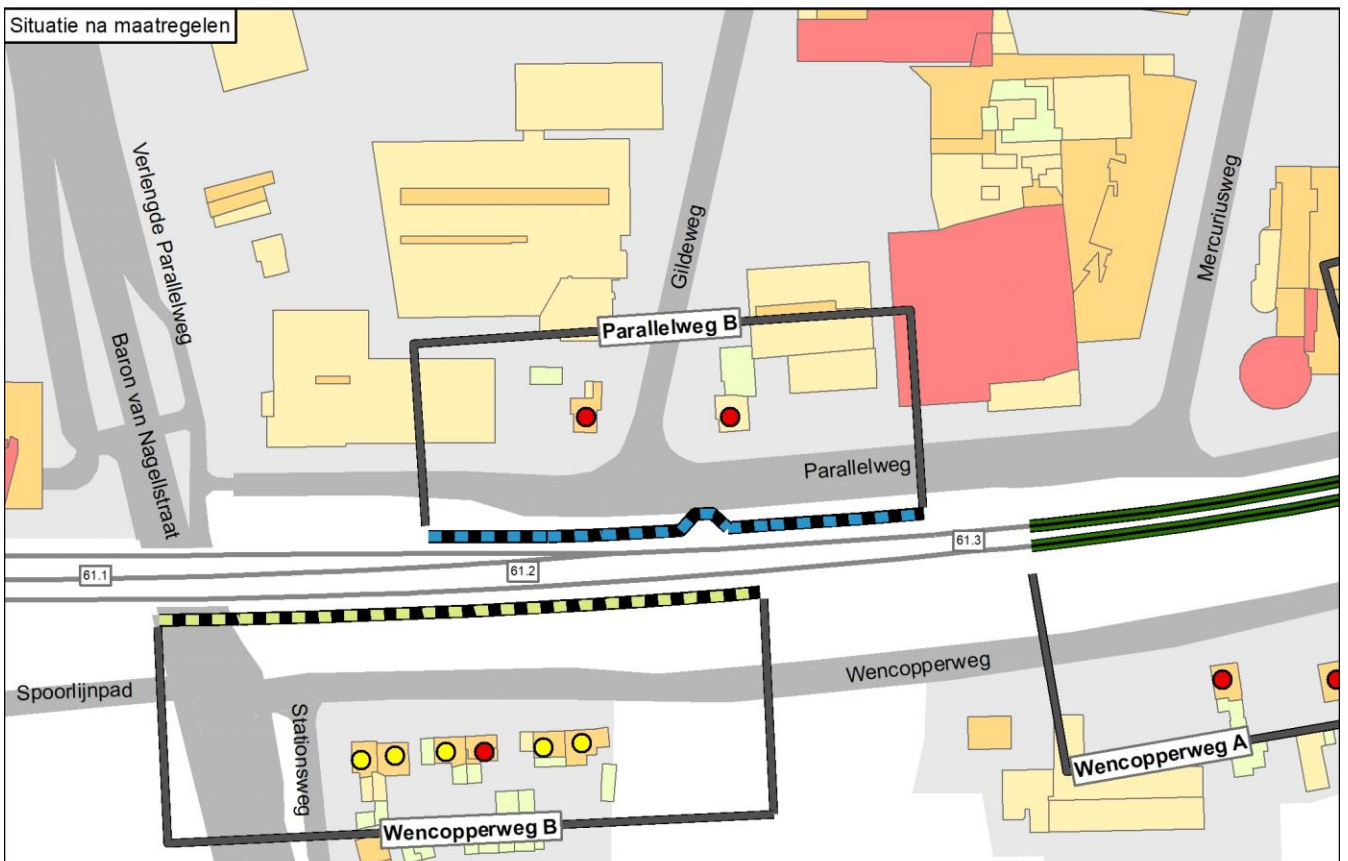 Situatie na maatregelen
Verlengde Parallelweg
Baron van Nagellstraat
Gildeweg
Mercuriusweg
Parallelweg B
Parallelweg
61.1
61.2
61.3
Spoorlijnpad
Stationsweg
Wencopperweg
Wencopperweg A
Wencopperweg B